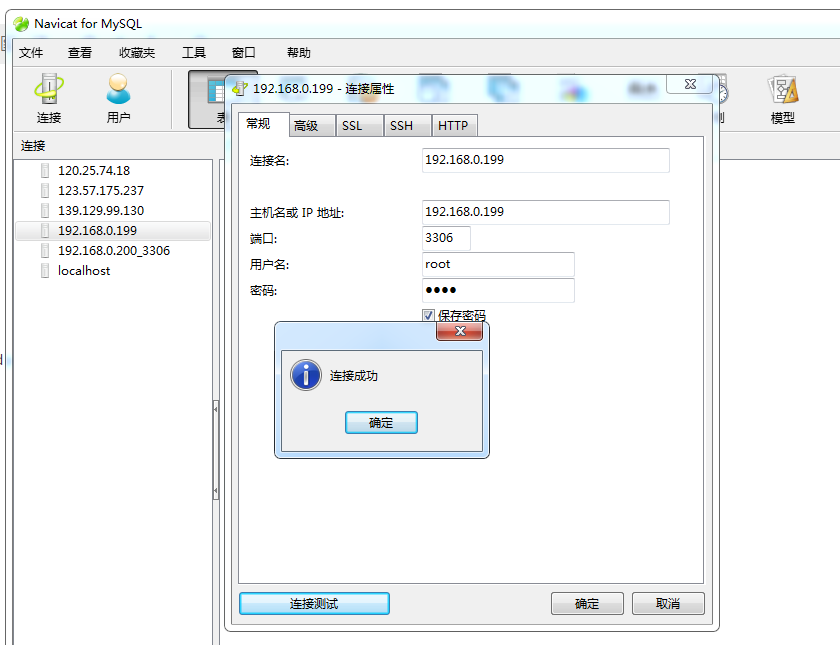 Navicat for MySQL
文件 查看 收藏夹 工具 窗口 帮助
连接 用户 表 模型
连接
120.25.74.18
123.57.175.237
139.129.99.130
192.168.0.199
192.168.0.200_3306
localhost
192.168.0.199 - 连接属性
常规 高级 SSL SSH HTTP
连接名: 192.168.0.199
主机名或 IP 地址: 192.168.0.199
端口: 3306
用户名: root
密码: ●●●●
保存密码
连接成功
确定
连接测试 确定 取消